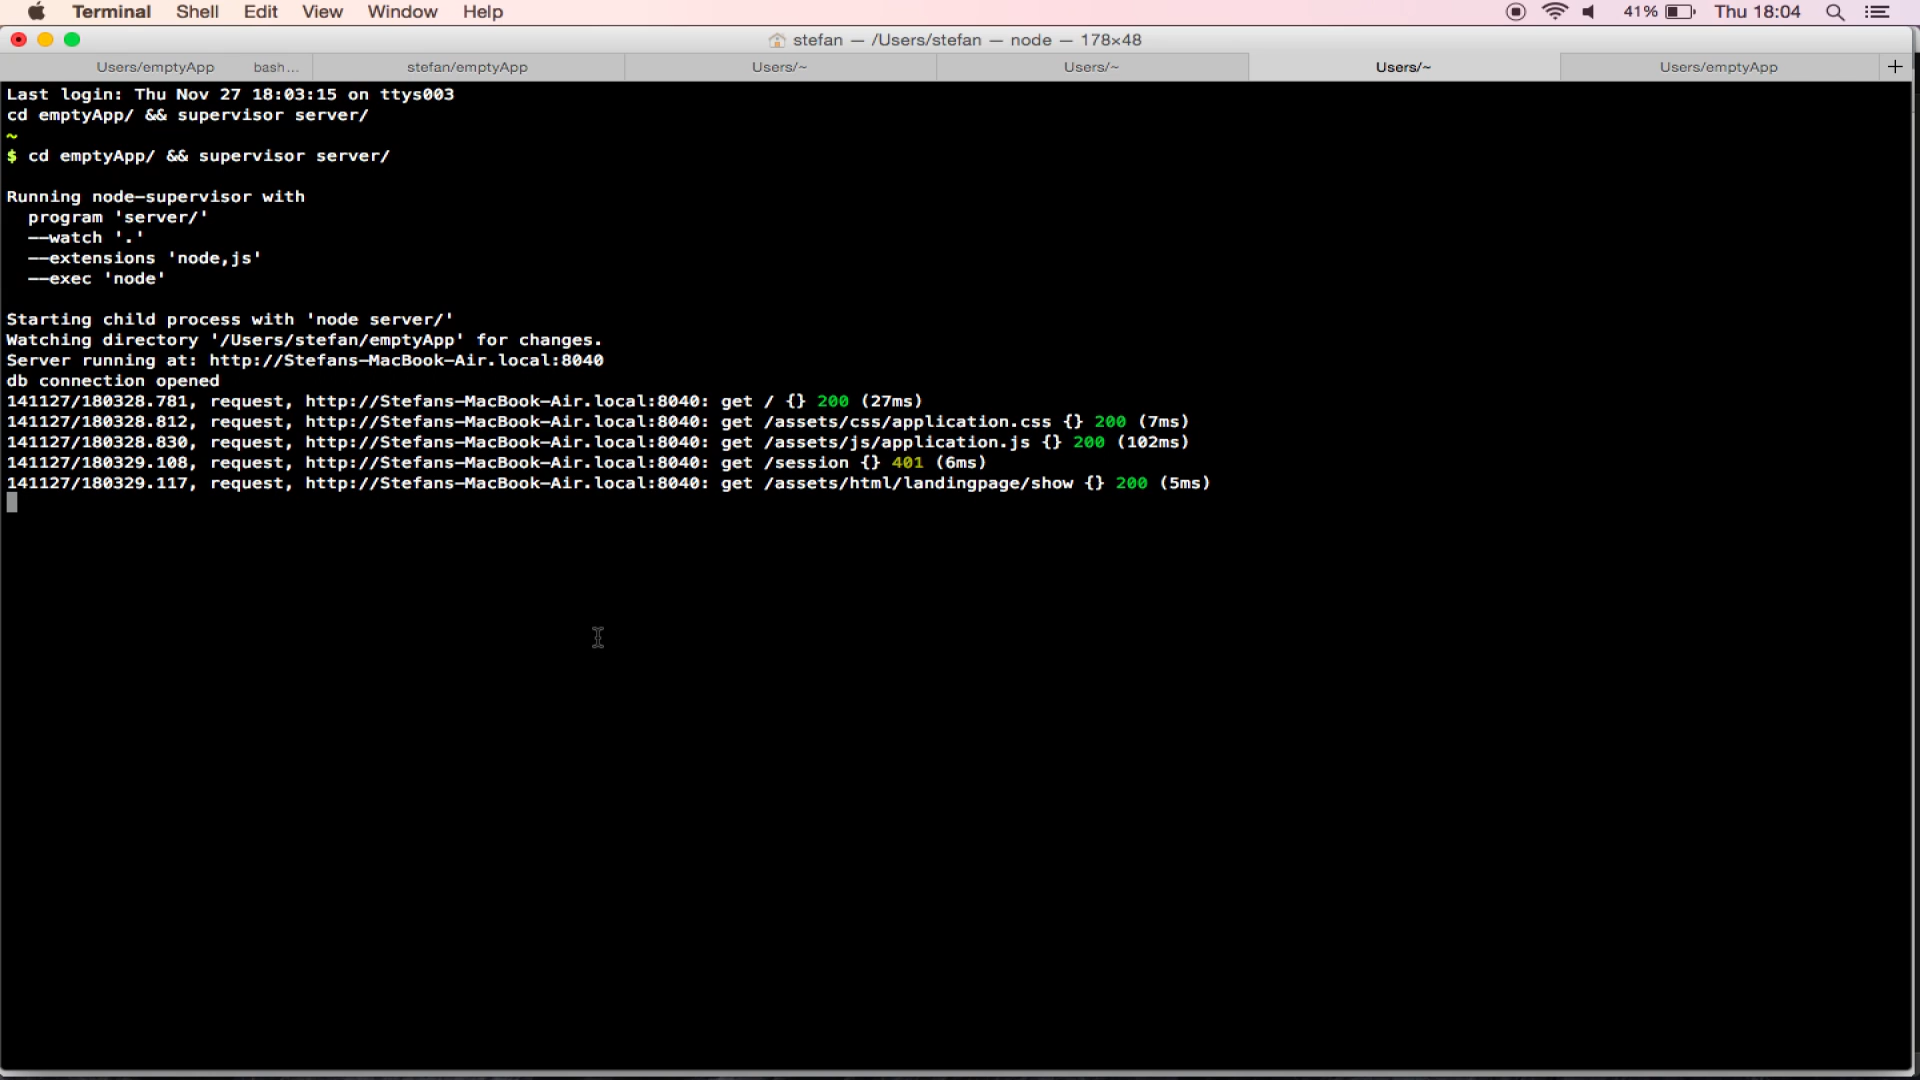 Terminal Shell Edit View Window Help 41% Thu 18:04
stefan — /Users/stefan — node — 178×48
Users/emptyApp bash... stefan/emptyApp Users/~ Users/~ Users/~ Users/emptyApp +
Last login: Thu Nov 27 18:03:15 on ttys003
cd emptyApp/ && supervisor server/
~
$ cd emptyApp/ && supervisor server/
Running node-supervisor with
program 'server/'
--watch '.'
--extensions 'node,js'
--exec 'node'
Starting child process with 'node server/'
Watching directory '/Users/stefan/emptyApp' for changes.
Server running at: http://Stefans-MacBook-Air.local:8040
db connection opened
141127/180328.781, request, http://Stefans-MacBook-Air.local:8040: get / {} 200 (27ms)
141127/180328.812, request, http://Stefans-MacBook-Air.local:8040: get /assets/css/application.css {} 200 (7ms)
141127/180328.830, request, http://Stefans-MacBook-Air.local:8040: get /assets/js/application.js {} 200 (102ms)
141127/180329.108, request, http://Stefans-MacBook-Air.local:8040: get /session {} 401 (6ms)
141127/180329.117, request, http://Stefans-MacBook-Air.local:8040: get /assets/html/landingpage/show {} 200 (5ms)